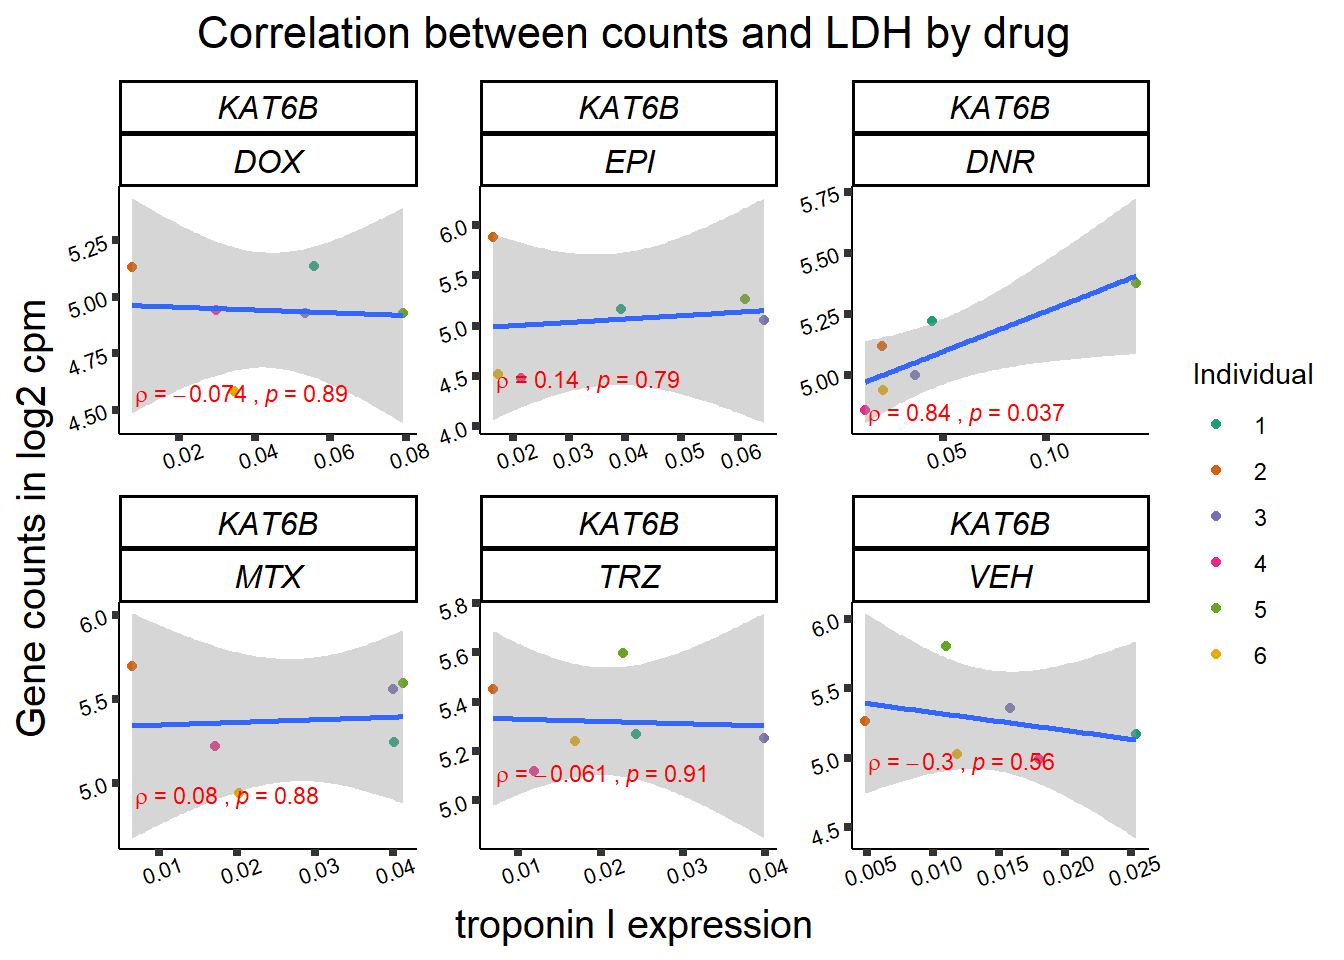 Correlation between counts and LDH by drug
KAT6B KAT6B KAT6B
DOX EPI DNR
5.25
5.00
4.75
4.50
ρ = −0.074 , p = 0.89
0.02 0.04 0.06 0.08
6.0
5.5
5.0
4.5
4.0
ρ = 0.14 , p = 0.79
0.02 0.03 0.04 0.05 0.06
5.75
5.50
5.25
5.00
ρ = 0.84 , p = 0.037
0.05 0.10
KAT6B KAT6B KAT6B
MTX TRZ VEH
6.0
5.5
5.0
ρ = 0.08 , p = 0.88
0.01 0.02 0.03 0.04
5.8
5.6
5.4
5.2
5.0
ρ = −0.061 , p = 0.91
0.01 0.02 0.03 0.04
6.0
5.5
5.0
4.5
ρ = −0.3 , p = 0.56
0.005 0.010 0.015 0.020 0.025
Gene counts in log2 cpm
troponin I expression
Individual
1
2
3
4
5
6